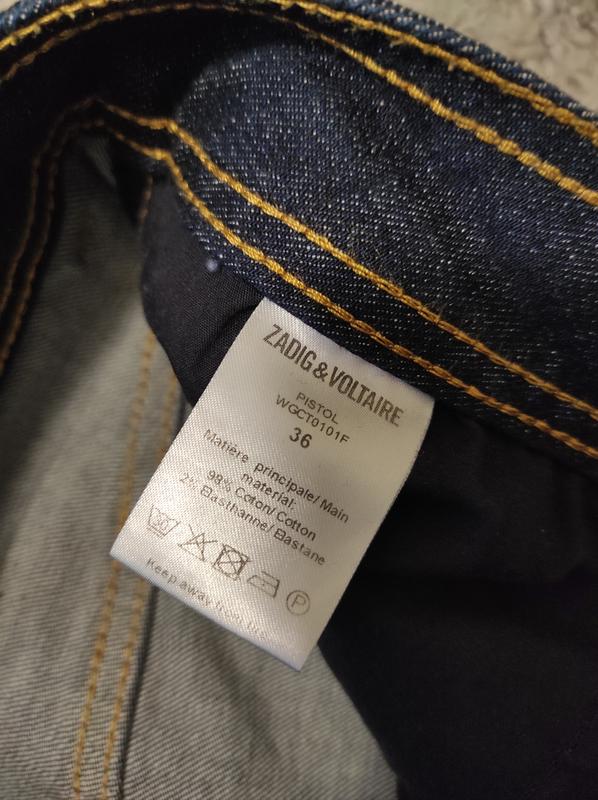 ZADIG & VOLTAIRE
PISTOL
WGCT0101F
36
Matière principale/ Main
material:
98% Coton/ Cotton
2% Elasthanne/ Elastane
30
P
Keep away from fire